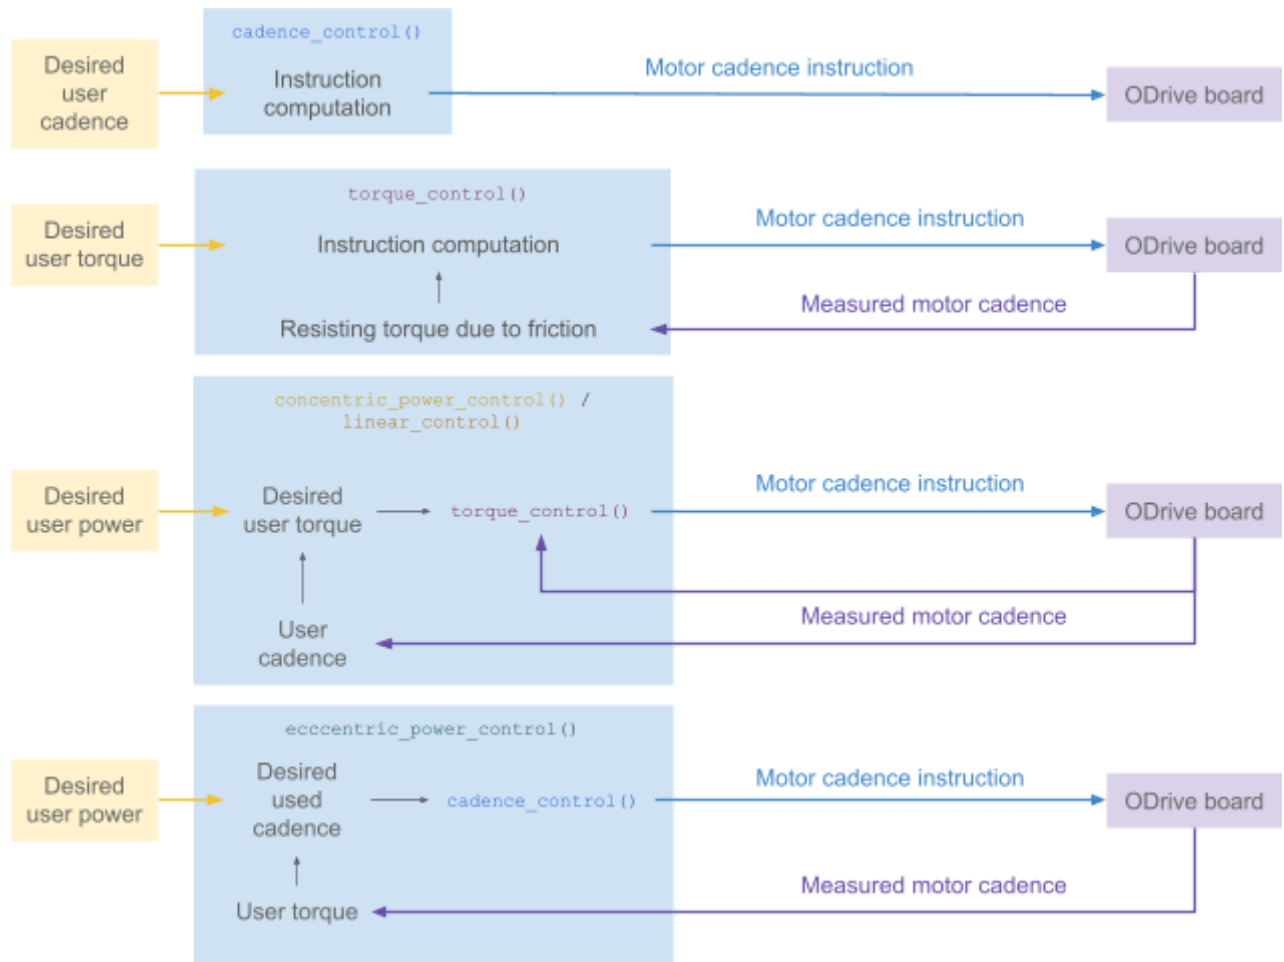 cadence_control()
Desired
user
cadence
Instruction
computation
Motor cadence instruction
ODrive board
torque_control()
Desired
user torque
Instruction computation
Motor cadence instruction
ODrive board
Resisting torque due to friction
Measured motor cadence
concentric_power_control() /
linear_control()
Desired
user power
Desired
user torque
torque_control()
Motor cadence instruction
ODrive board
User
cadence
Measured motor cadence
ecccentric_power_control()
Desired
user power
Desired
used
cadence
cadence_control()
Motor cadence instruction
ODrive board
User torque
Measured motor cadence